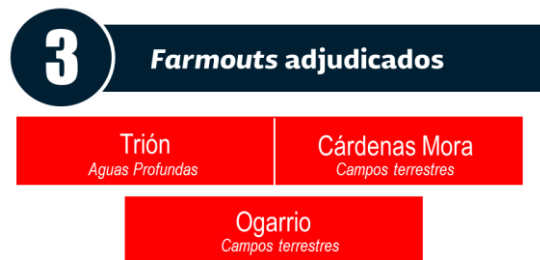 3
Farmouts adjudicados
Trión
Aguas Profundas
Cárdenas Mora
Campos terrestres
Ogarrio
Campos terrestres